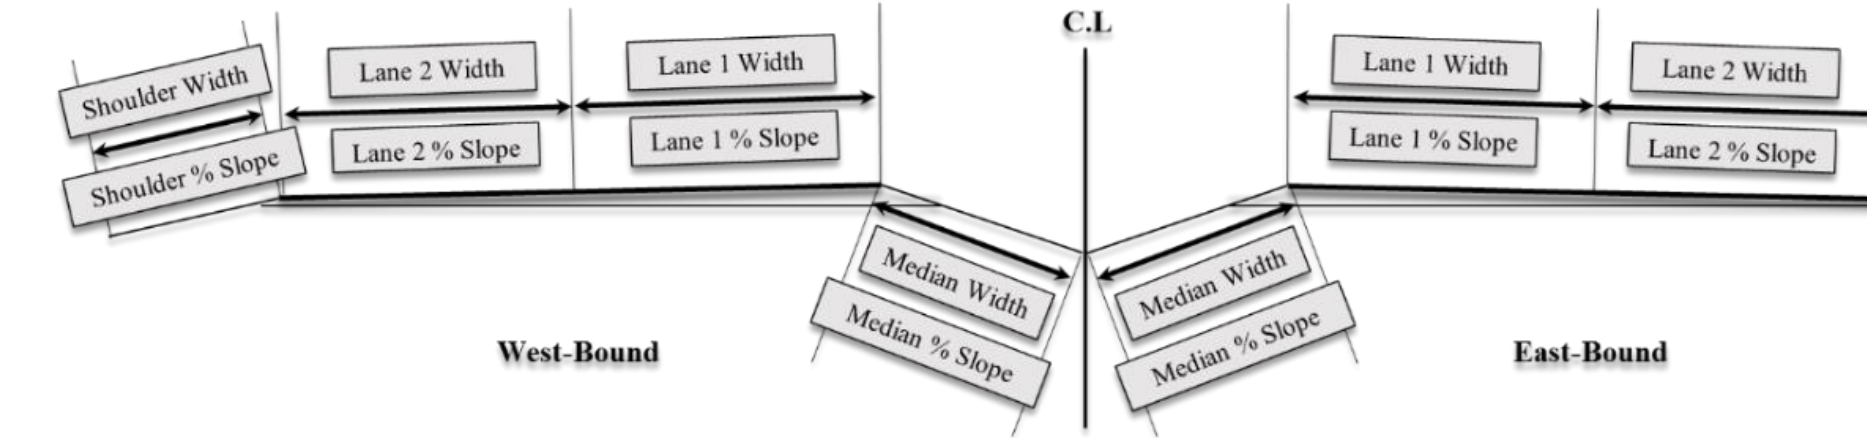 C.L
Shoulder Width
Lane 2 Width
Lane 1 Width
Lane 1 Width
Lane 2 Width
Shoulder % Slope
Lane 2 % Slope
Lane 1 % Slope
Lane 1 % Slope
Lane 2 % Slope
Median Width
Median Width
Median % Slope
Median % Slope
West-Bound
East-Bound